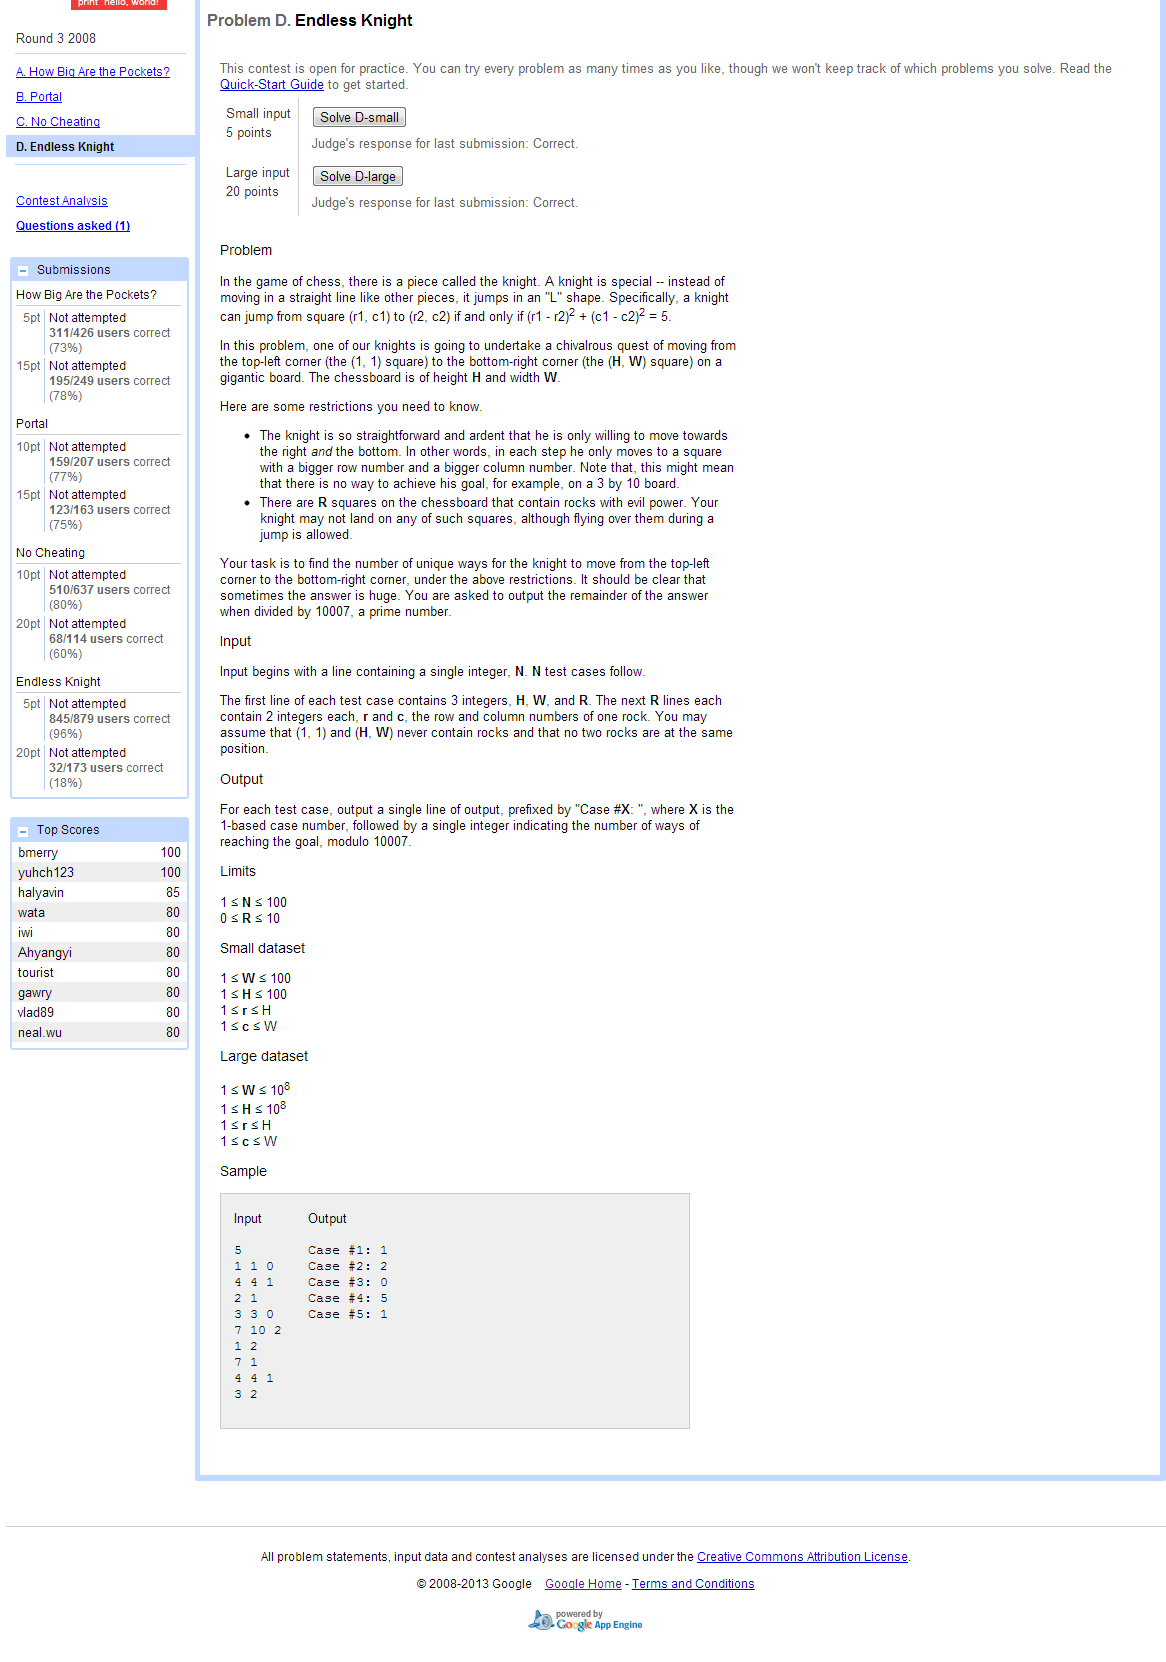 print "hello, world!"
Round 3 2008
A. How Big Are the Pockets?
B. Portal
C. No Cheating
D. Endless Knight
Contest Analysis
Questions asked (1)
Submissions
How Big Are the Pockets?
5pt Not attempted
311/426 users correct
(73%)
15pt Not attempted
195/249 users correct
(78%)
Portal
10pt Not attempted
159/207 users correct
(77%)
15pt Not attempted
123/163 users correct
(75%)
No Cheating
10pt Not attempted
510/637 users correct
(80%)
20pt Not attempted
68/114 users correct
(60%)
Endless Knight
5pt Not attempted
845/879 users correct
(96%)
20pt Not attempted
32/173 users correct
(18%)
Top Scores
bmerry 100
yuhch123 100
halyavin 85
wata 80
iwi 80
Ahyangyi 80
tourist 80
gawry 80
vlad89 80
neal.wu 80
Problem D. Endless Knight
This contest is open for practice. You can try every problem as many times as you like, though we won't keep track of which problems you solve. Read the
Quick-Start Guide to get started.
Small input
5 points
Solve D-small
Judge's response for last submission: Correct.
Large input
20 points
Solve D-large
Judge's response for last submission: Correct.
Problem
In the game of chess, there is a piece called the knight. A knight is special -- instead of
moving in a straight line like other pieces, it jumps in an "L" shape. Specifically, a knight
can jump from square (r1, c1) to (r2, c2) if and only if (r1 - r2)² + (c1 - c2)² = 5.
In this problem, one of our knights is going to undertake a chivalrous quest of moving from
the top-left corner (the (1, 1) square) to the bottom-right corner (the (H, W) square) on a
gigantic board. The chessboard is of height H and width W.
Here are some restrictions you need to know.
• The knight is so straightforward and ardent that he is only willing to move towards
the right and the bottom. In other words, in each step he only moves to a square
with a bigger row number and a bigger column number. Note that, this might mean
that there is no way to achieve his goal, for example, on a 3 by 10 board.
• There are R squares on the chessboard that contain rocks with evil power. Your
knight may not land on any of such squares, although flying over them during a
jump is allowed.
Your task is to find the number of unique ways for the knight to move from the top-left
corner to the bottom-right corner, under the above restrictions. It should be clear that
sometimes the answer is huge. You are asked to output the remainder of the answer
when divided by 10007, a prime number.
Input
Input begins with a line containing a single integer, N. N test cases follow.
The first line of each test case contains 3 integers, H, W, and R. The next R lines each
contain 2 integers each, r and c, the row and column numbers of one rock. You may
assume that (1, 1) and (H, W) never contain rocks and that no two rocks are at the same
position.
Output
For each test case, output a single line of output, prefixed by "Case #X: ", where X is the
1-based case number, followed by a single integer indicating the number of ways of
reaching the goal, modulo 10007.
Limits
1 ≤ N ≤ 100
0 ≤ R ≤ 10
Small dataset
1 ≤ W ≤ 100
1 ≤ H ≤ 100
1 ≤ r ≤ H
1 ≤ c ≤ W
Large dataset
1 ≤ W ≤ 10⁸
1 ≤ H ≤ 10⁸
1 ≤ r ≤ H
1 ≤ c ≤ W
Sample
Input Output
5 Case #1: 1
1 1 0 Case #2: 2
4 4 1 Case #3: 0
2 1 Case #4: 5
3 3 0 Case #5: 1
7 10 2
1 2
7 1
4 4 1
3 2
All problem statements, input data and contest analyses are licensed under the Creative Commons Attribution License.
© 2008-2013 Google Google Home - Terms and Conditions
powered by
Google App Engine